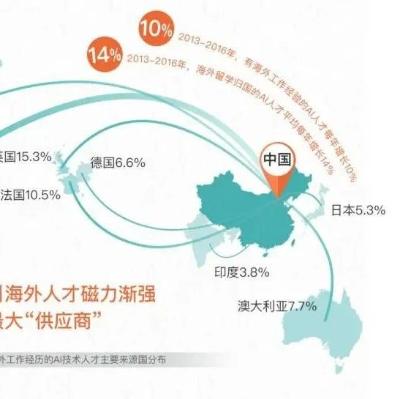 10%
2013-2016年，有海外工作经验的AI人才每年增长10%
14%
2013-2016年，海外留学归国的AI人才平均每年增长14%
英国15.3%
德国6.6%
中国
法国10.5%
日本5.3%
印度3.8%
海外人才磁力渐强
澳大利亚7.7%
最大“供应商”
外工作经历的AI技术人才主要来源国分布